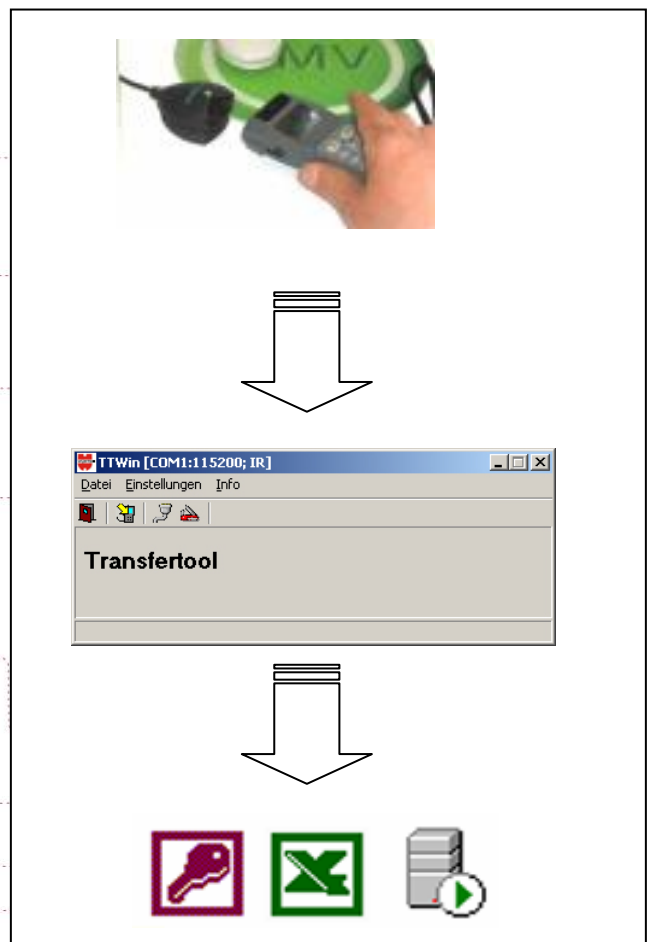 MV
TTWin [COM1:115200; IR]
Datei Einstellungen Info
Transfertool